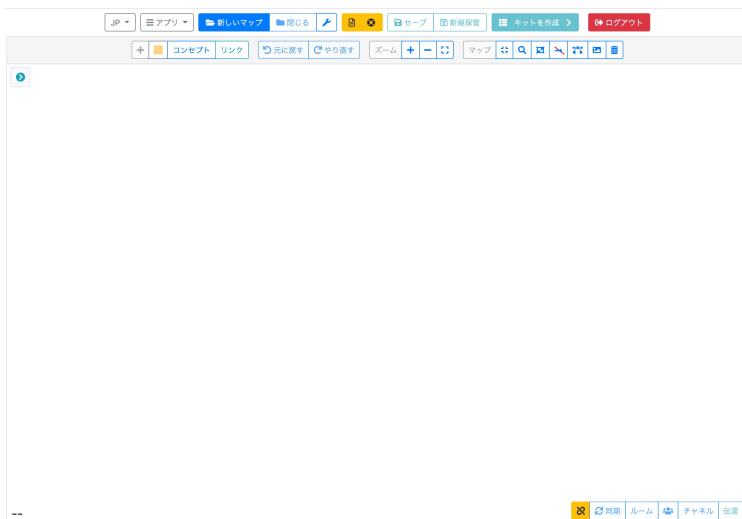 JP アプリ 新しいマップ 閉じる セーブ 新規保管 キットを作成 ログアウト
コンセプト リンク 元に戻す やり直す ズーム マップ
--
同期 ルーム チャネル 伝言